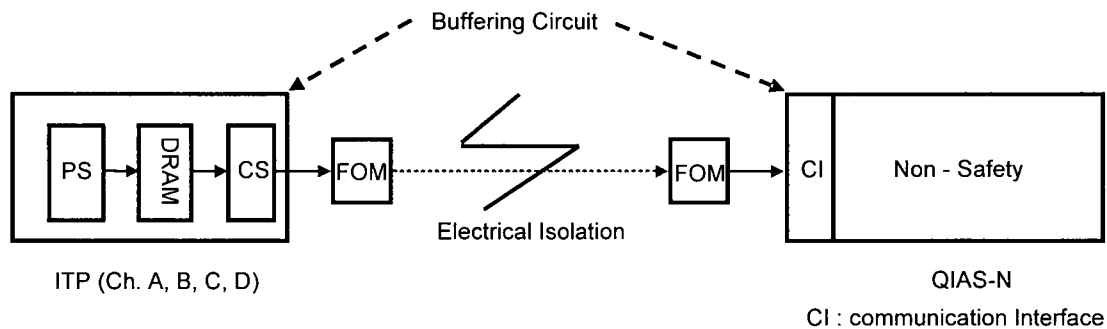 Buffering Circuit
PS
DRAM
CS
FOM
FOM
CI
Non - Safety
Electrical Isolation
ITP (Ch. A, B, C, D)
QIAS-N
CI : communication Interface